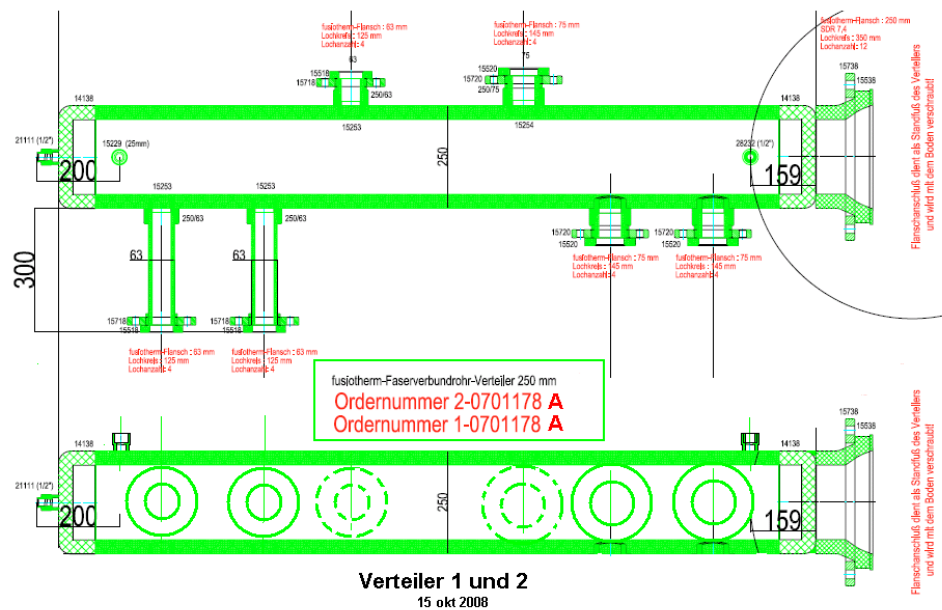 fusiotherm-Flansch : 63 mm
Lochkreis : 125 mm
Lochanzahl: 4
63
fusiotherm-Flansch : 75 mm
Lochkreis : 145 mm
Lochanzahl: 4
75
fusiotherm-Flansch : 250 mm
SDR 7,4
Lochkreis : 350 mm
Lochanzahl: 12
15518
15718
250/63
15520
15720
250/75
15738
15536
14138
14138
15253
15254
21111 (1/2")
15229 (25mm)
28232 (1/2")
200
250
159
Flanschanschluß dient als Standfuß des Verteilers
und wird mit dem Boden verschraubt!
15253
15253
250/63
250/63
300
63
63
15720
15520
15720
15520
fusiotherm-Flansch : 75 mm
Lochkreis : 145 mm
Lochanzahl: 4
fusiotherm-Flansch : 75 mm
Lochkreis : 145 mm
Lochanzahl: 4
15718
15518
15718
15518
fusiotherm-Flansch : 63 mm
Lochkreis : 125 mm
Lochanzahl: 4
fusiotherm-Flansch : 63 mm
Lochkreis : 125 mm
Lochanzahl: 4
fusiotherm-Faserverbundrohr-Verteiler 250 mm
Ordernummer 2-0701178 A
Ordernummer 1-0701178 A
14138
14138
15738
15536
21111 (1/2")
200
250
159
Flanschanschluß dient als Standfuß des Verteilers
und wird mit dem Boden verschraubt!
Verteiler 1 und 2
15 okt 2008